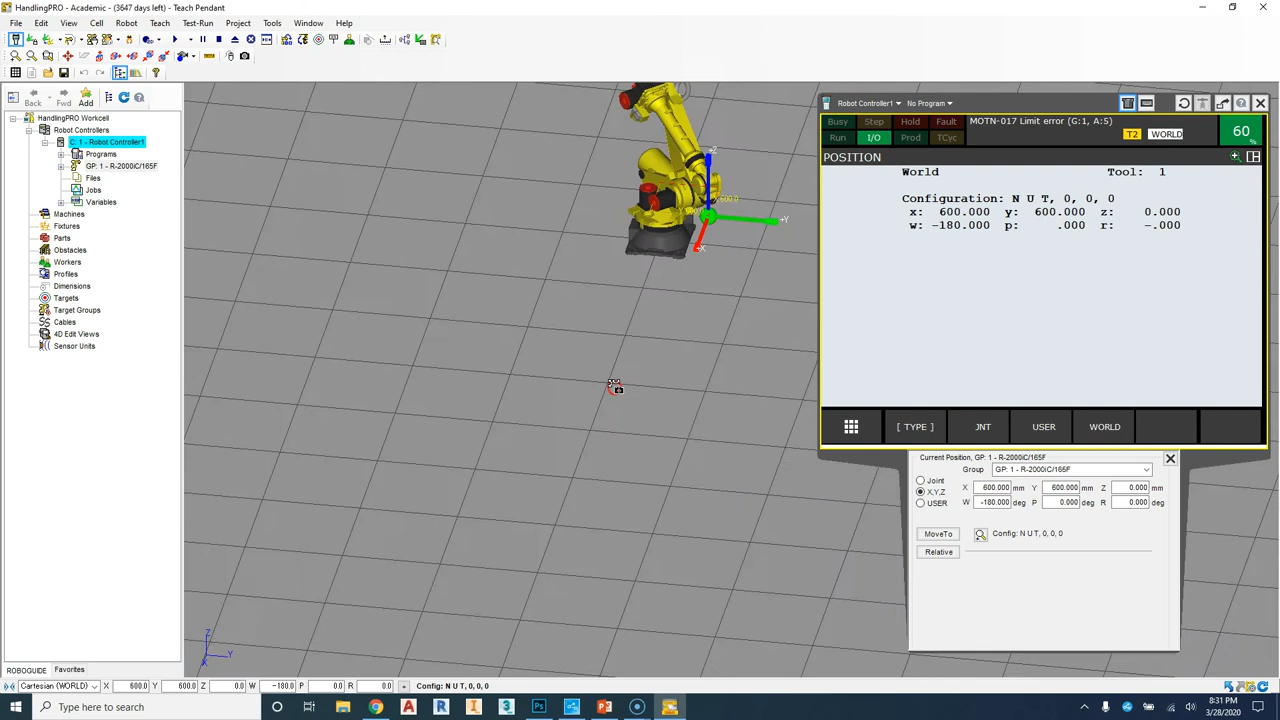 HandlingPRO - Academic - (3647 days left) - Teach Pendant
File Edit View Cell Robot Teach Test-Run Project Tools Window Help
Back Fwd Add
HandlingPRO Workcell
Robot Controllers
C: 1 - Robot Controller1
Programs
GP: 1 - R-2000iC/165F
Files
Jobs
Variables
Machines
Fixtures
Parts
Obstacles
Workers
Profiles
Dimensions
Targets
Target Groups
Cables
4D Edit Views
Sensor Units
ROBOGUIDE Favorites
+Z
+Y
+X
Robot Controller1 No Program
Busy Step Hold Fault MOTN-017 Limit error (G:1, A:5)
Run I/O Prod TCyc T2 WORLD 60 %
POSITION
World Tool: 1
Configuration: N U T, 0, 0, 0
x: 600.000 y: 600.000 z: 0.000
w: -180.000 p: .000 r: -.000
[ TYPE ] JNT USER WORLD
Current Position, GP: 1 - R-2000iC/165F
Group GP: 1 - R-2000iC/165F
Joint
X,Y,Z
USER
X 600.000 mm Y 600.000 mm Z 0.000 mm
W -180.000 deg P 0.000 deg R 0.000 deg
MoveTo Config: N U T, 0, 0, 0
Relative
Z
Y
X
Cartesian (WORLD) X 600.0 Y 600.0 Z 0.0 W -180.0 P 0.0 R 0.0 Config: N U T, 0, 0, 0
Type here to search
8:31 PM
3/28/2020